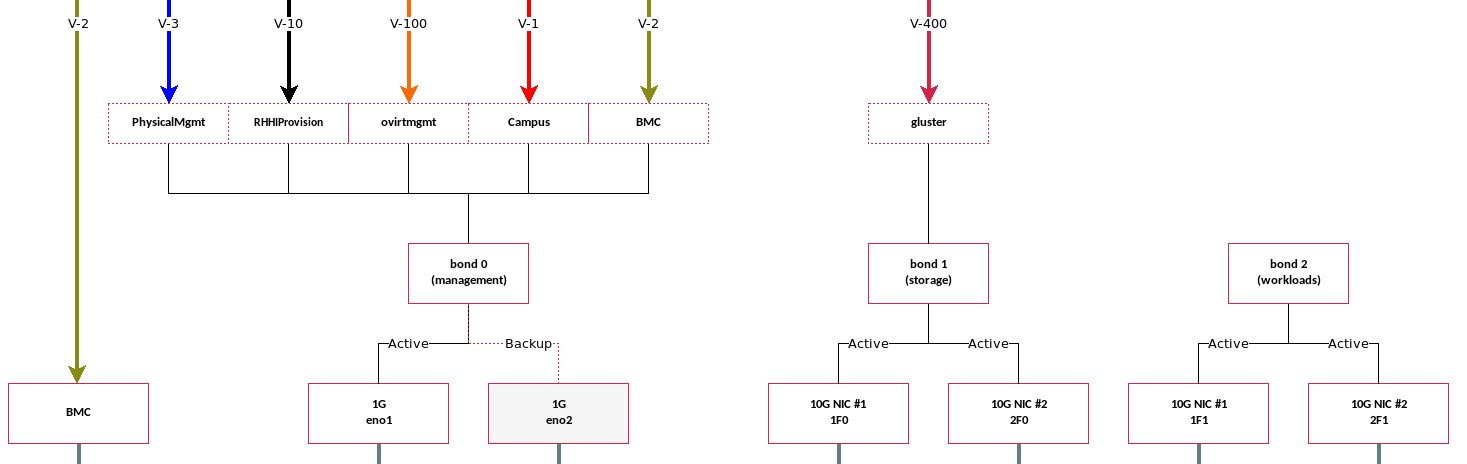 V-2
V-3
V-10
V-100
V-1
V-2
V-400
PhysicalMgmt
RHHIProvision
ovirtmgmt
Campus
BMC
gluster
bond 0
(management)
bond 1
(storage)
bond 2
(workloads)
Active
Backup
Active
Active
Active
Active
BMC
1G
eno1
1G
eno2
10G NIC #1
1F0
10G NIC #2
2F0
10G NIC #1
1F1
10G NIC #2
2F1